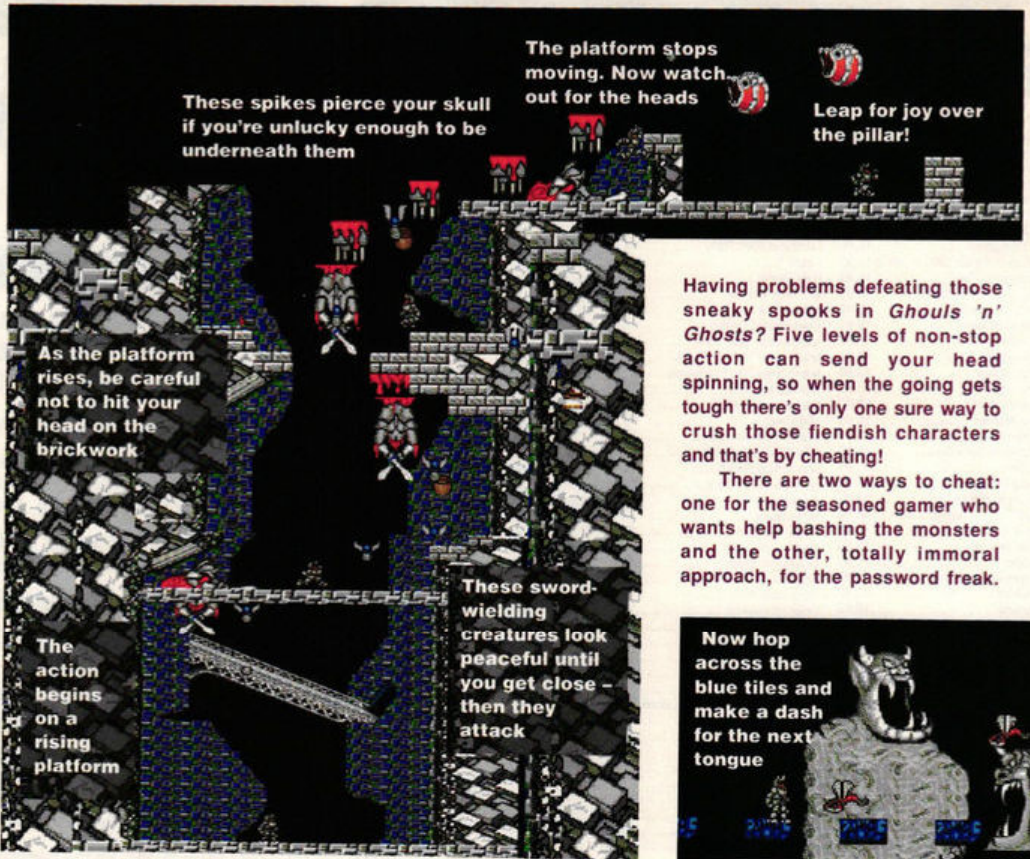 The platform stops
moving. Now watch
out for the heads
These spikes pierce your skull
if you're unlucky enough to be
underneath them
Leap for joy over
the pillar!
As the platform
rises, be careful
not to hit your
head on the
brickwork
The
action
begins
on a
rising
platform
These sword-
wielding
creatures look
peaceful until
you get close –
then they
attack
Having problems defeating those
sneaky spooks in Ghouls 'n'
Ghosts? Five levels of non-stop
action can send your head
spinning, so when the going gets
tough there's only one sure way to
crush those fiendish characters
and that's by cheating!
There are two ways to cheat:
one for the seasoned gamer who
wants help bashing the monsters
and the other, totally immoral
approach, for the password freak.
Now hop
across the
blue tiles and
make a dash
for the next
tongue